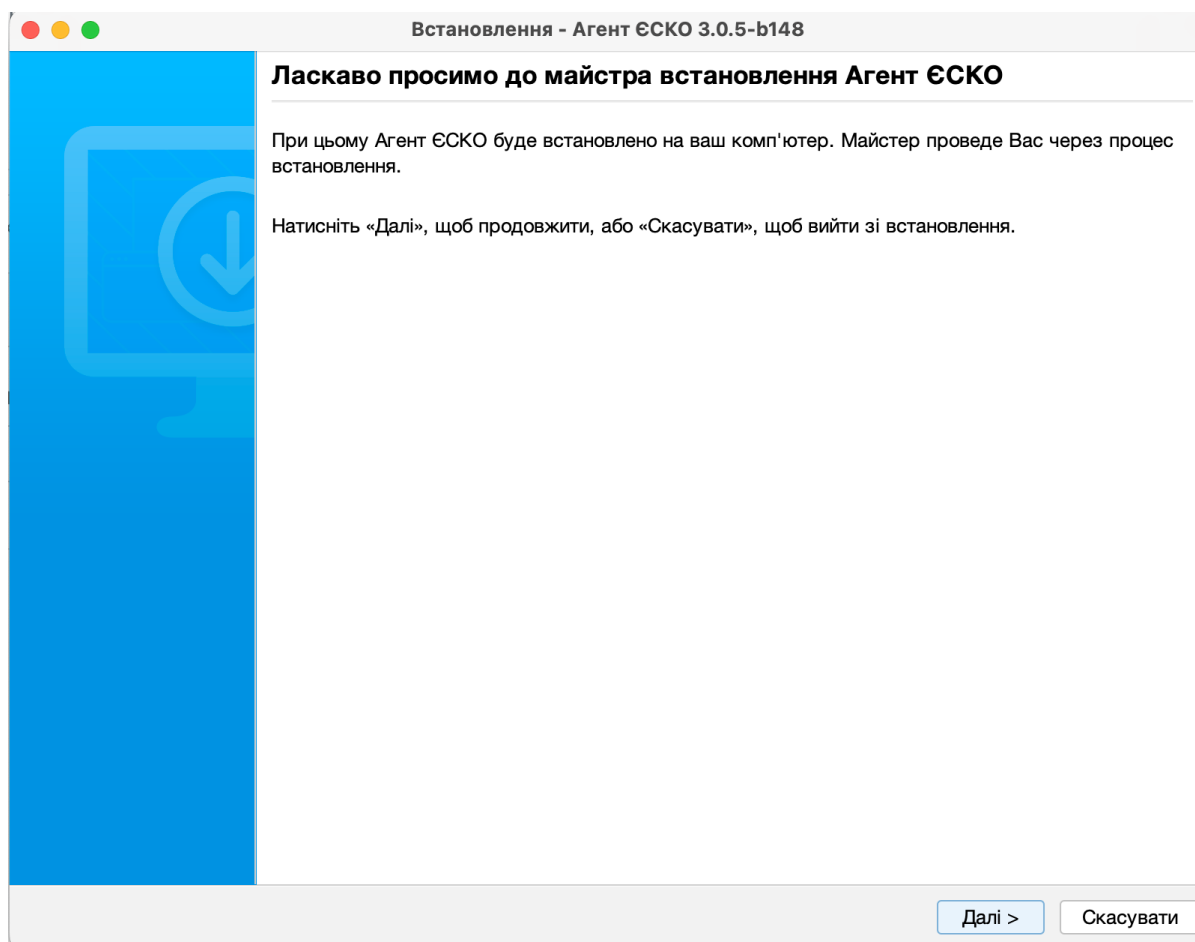 Встановлення - Агент ЄСКО 3.0.5-b148
Ласкаво просимо до майстра встановлення Агент ЄСКО
При цьому Агент ЄСКО буде встановлено на ваш комп'ютер. Майстер проведе Вас через процес
встановлення.
Натисніть «Далі», щоб продовжити, або «Скасувати», щоб вийти зі встановлення.
Далі >
Скасувати